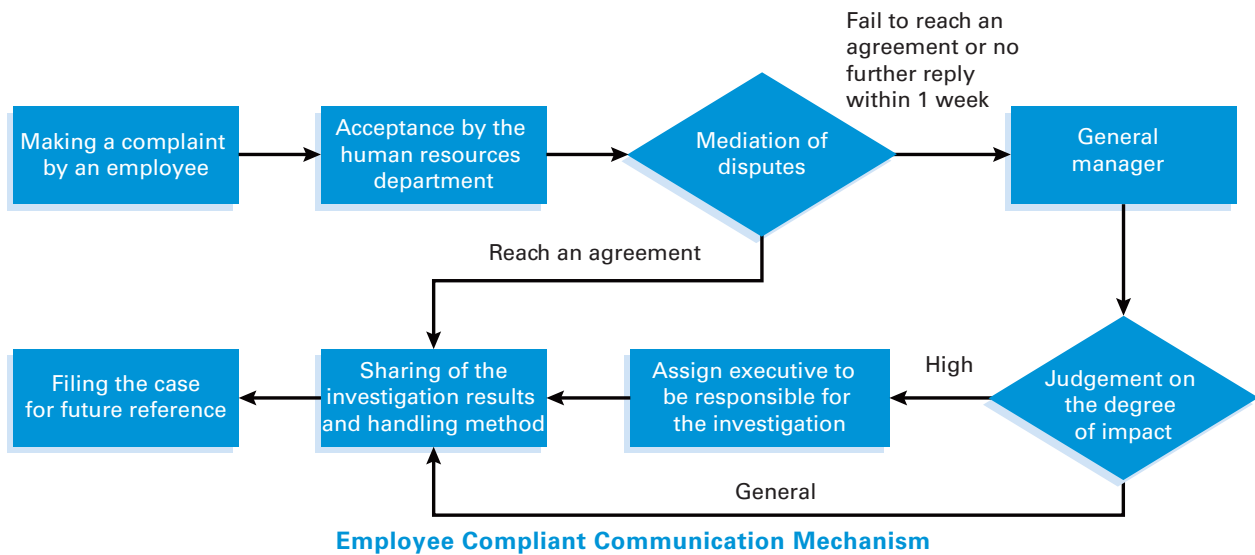 Fail to reach an
agreement or no
further reply
within 1 week
Making a complaint
by an employee
Acceptance by the
human resources
department
Mediation of
disputes
General
manager
Reach an agreement
Filing the case
for future reference
Sharing of the
investigation results
and handling method
Assign executive to
be responsible for
the investigation
High
Judgement on
the degree
of impact
General
Employee Compliant Communication Mechanism